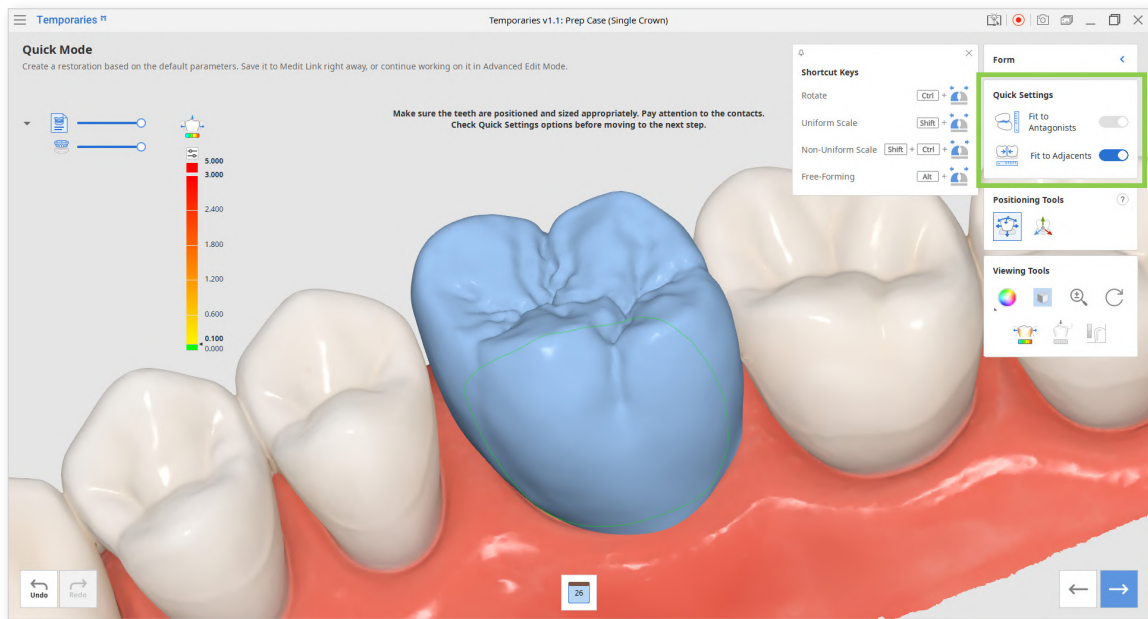 Temporaries
Temporaries v1.1: Prep Case (Single Crown)
Quick Mode
Create a restoration based on the default parameters. Save it to Medit Link right away, or continue working on it in Advanced Edit Mode.
Make sure the teeth are positioned and sized appropriately. Pay attention to the contacts.
Check Quick Settings options before moving to the next step.
5.000
3.000
2.400
1.800
1.200
0.600
0.100
0.000
Shortcut Keys
Rotate Ctrl +
Uniform Scale Shift +
Non-Uniform Scale Shift + Ctrl +
Free-Forming Alt +
Form
Quick Settings
Fit to
Antagonists
Fit to Adjacents
Positioning Tools ?
Viewing Tools
Undo
Redo
26